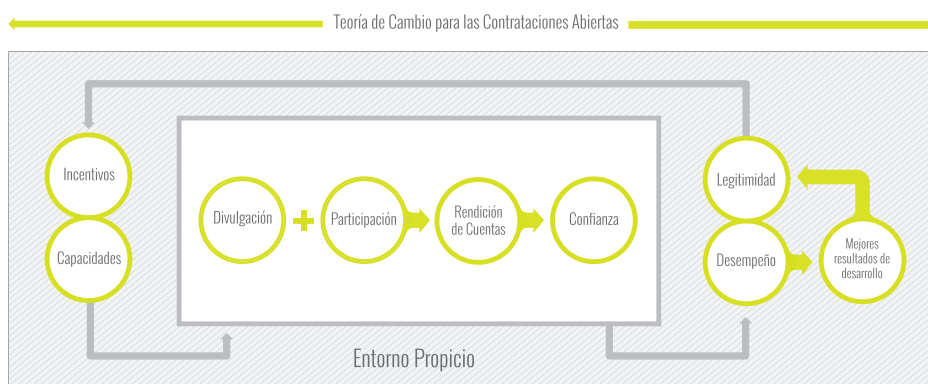 Teoría de Cambio para las Contrataciones Abiertas
Incentivos
Capacidades
Divulgación
Participación
Rendición
de Cuentas
Confianza
Legitimidad
Desempeño
Mejores
resultados de
desarrollo
Entorno Propicio